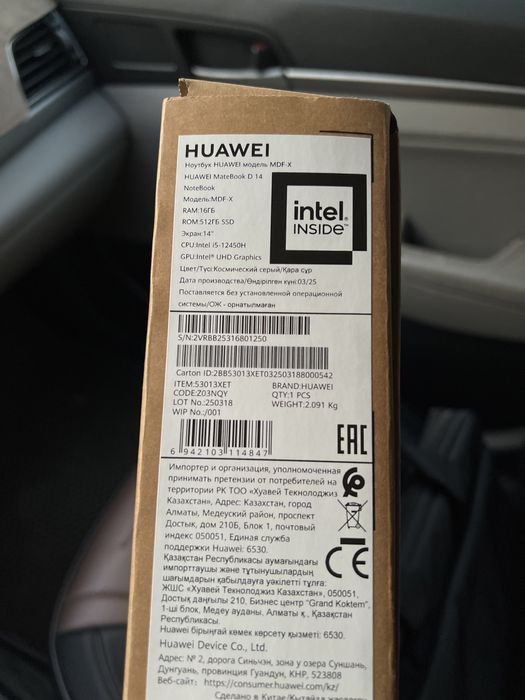 HUAWEI
Ноутбук HUAWEI модель MDF-X
HUAWEI MateBook D 14
NoteBook
Модель:MDF-X
RAM:16ГБ
ROM:512ГБ SSD
Экран:14"
CPU:Intel i5-12450H
GPU:Intel® UHD Graphics
intel.
INSIDE™
Цвет/Түсі:Космический серый/Қара сұр
Дата производства/Өндірілген күні:03/25
Поставляется без установленной операционной
системы/ОЖ - орнатылмаған
S/N:2VRBB25316801250
Carton ID:2BB53013XET032503188000542
ITEM:53013XET BRAND:HUAWEI
CODE:Z03NQY QTY:1 PCS
LOT No.:250318 WEIGHT:2.091 Kg
WIP No.:/001
6 942103 114847
EAC
Импортер и организация, уполномоченная
принимать претензии от потребителей на
территории РК ТОО «Хуавей Текнолоджиз
Казахстан», Адрес: Казахстан, город
Алматы, Медеуский район, проспект
Достык, дом 210Б, Блок 1, почтовый
индекс 050051, Единая служба
поддержки Huawei: 6530.
Қазақстан Республикасы аумағындағы
импорттаушы және тұтынушылардың
шағымдарын қабылдауға уәкілетті тұлға:
ЖШС «Хуавей Текнолоджиз Казахстан», 050051,
Достық даңғылы 210, Бизнес центр "Grand Koktem",
1-ші блок, Медеу ауданы, Алматы қ., Қазақстан
Республикасы.
Huawei бірыңғай көмек көрсету қызметі: 6530.
Huawei Device Co., Ltd.
Адрес: № 2, дорога Синьчэн, зона у озера Суншань,
Дунгуань, провинция Гуандун, КНР, 523808
Веб-сайт: https://consumer.huawei.com/kz/
Сделано в Китае/Қытайда жасалған
CE